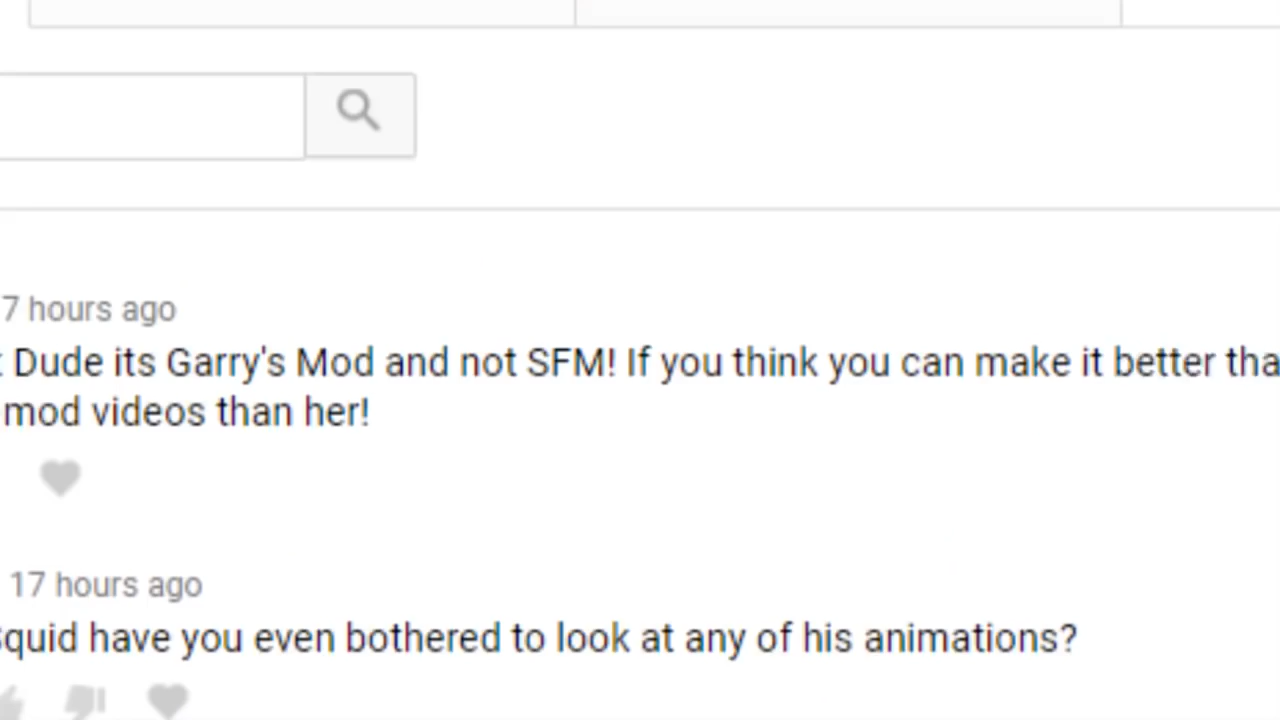 7 hours ago
Dude its Garry's Mod and not SFM! If you think you can make it better tha
mod videos than her!
17 hours ago
squid have you even bothered to look at any of his animations?